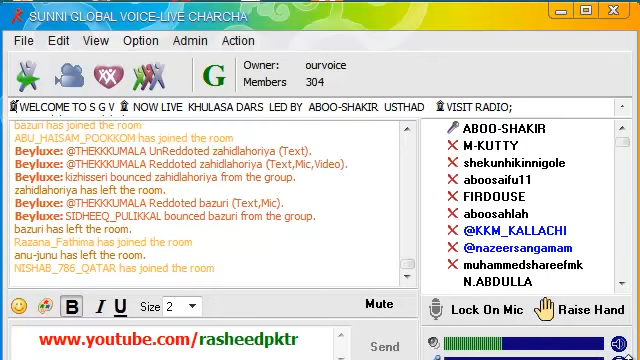 SUNNI GLOBAL VOICE-LIVE CHARCHA
File Edit View Option Admin Action
Owner: ourvoice
Members 304
G
WELCOME TO S G V NOW LIVE KHULASA DARS LED BY ABOO-SHAKIR USTHAD VISIT RADIO;
bazuri has joined the room
ABU_HAISAM_POOKKOM has joined the room
Beyluxe: @THEKKKUMALA UnReddoted zahidlahoriya (Text).
Beyluxe: @THEKKKUMALA Reddoted zahidlahoriya (Text,Mic,Video).
Beyluxe: kizhisseri bounced zahidlahoriya from the group.
zahidlahoriya has left the room.
Beyluxe: @THEKKKUMALA Reddoted bazuri (Text,Mic).
Beyluxe: SIDHEEQ_PULIKKAL bounced bazuri from the group.
bazuri has left the room.
Razana_Fathima has joined the room
anu-junu has left the room.
NISHAB_786_QATAR has joined the room
ABOO-SHAKIR
M-KUTTY
shekunhikinnigole
aboosaifu11
FIRDOUSE
aboosahlah
@KKM_KALLACHI
@nazeersangamam
muhammedshareefmk
N.ABDULLA
B I U Size 2 Mute
Lock On Mic Raise Hand
www.youtube.com/rasheedpktr
Send